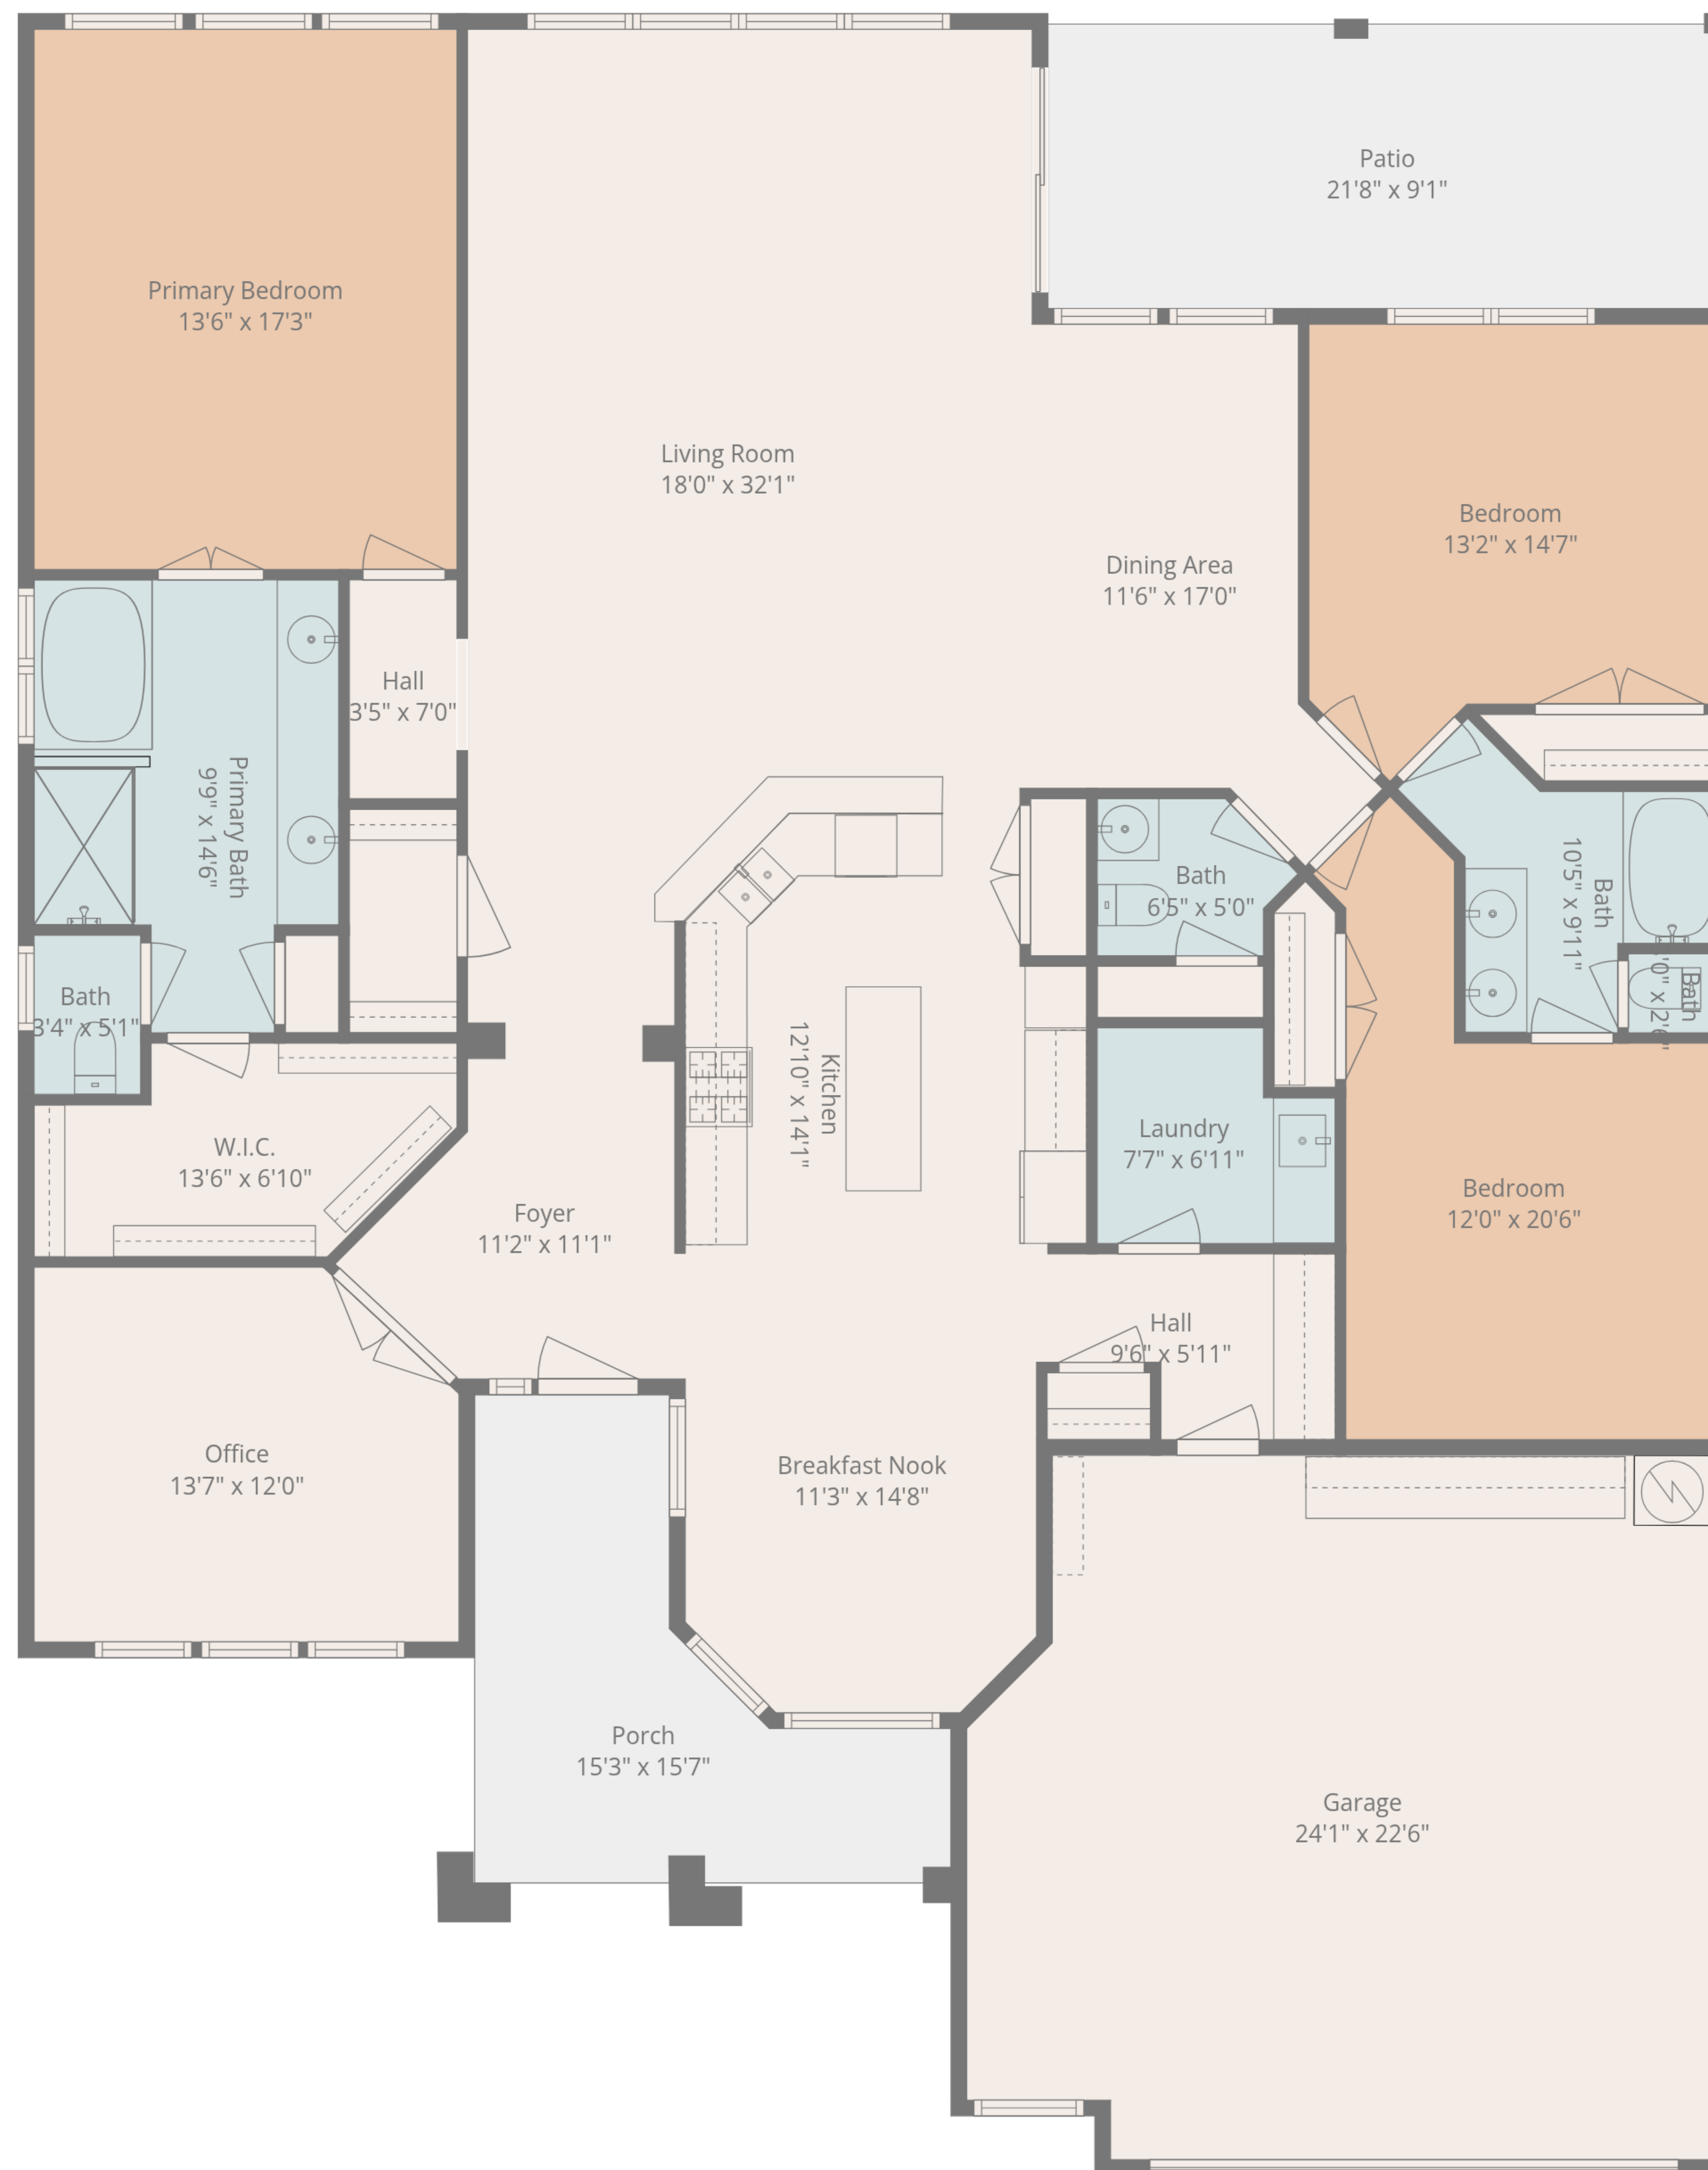 Patio
21'8" x 9'1"
Primary Bedroom
13'6" x 17'3"
Living Room
18'0" x 32'1"
Bedroom
13'2" x 14'7"
Dining Area
11'6" x 17'0"
Hall
3'5" x 7'0"
Primary Bath
9'9" x 14'6"
Bath
6'5" x 5'0"
Bath
10'5" x 9'11"
Bath
Bath
3'4" x 5'1"
Kitchen
12'10" x 14'1"
Laundry
7'7" x 6'11"
W.I.C.
13'6" x 6'10"
Bedroom
12'0" x 20'6"
Foyer
11'2" x 11'1"
Hall
9'6" x 5'11"
Office
13'7" x 12'0"
Breakfast Nook
11'3" x 14'8"
Porch
15'3" x 15'7"
Garage
24'1" x 22'6"